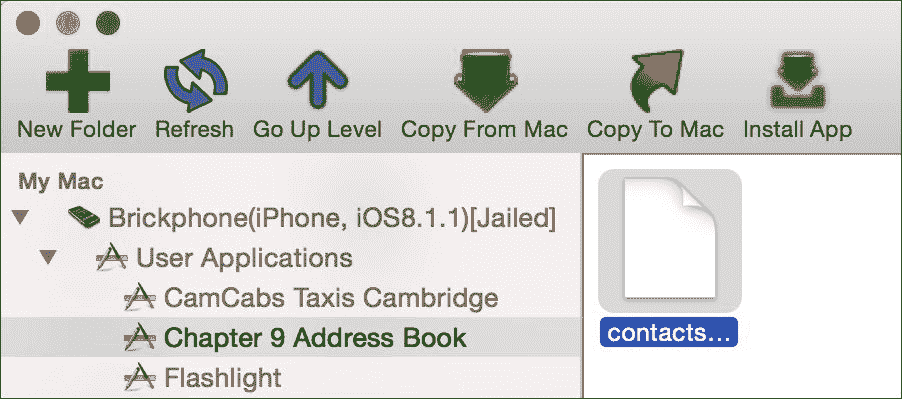 New Folder Refresh Go Up Level Copy From Mac Copy To Mac Install App
My Mac
Brickphone(iPhone, iOS8.1.1)[Jailed]
User Applications
CamCabs Taxis Cambridge
Chapter 9 Address Book
contacts...
Flashlight